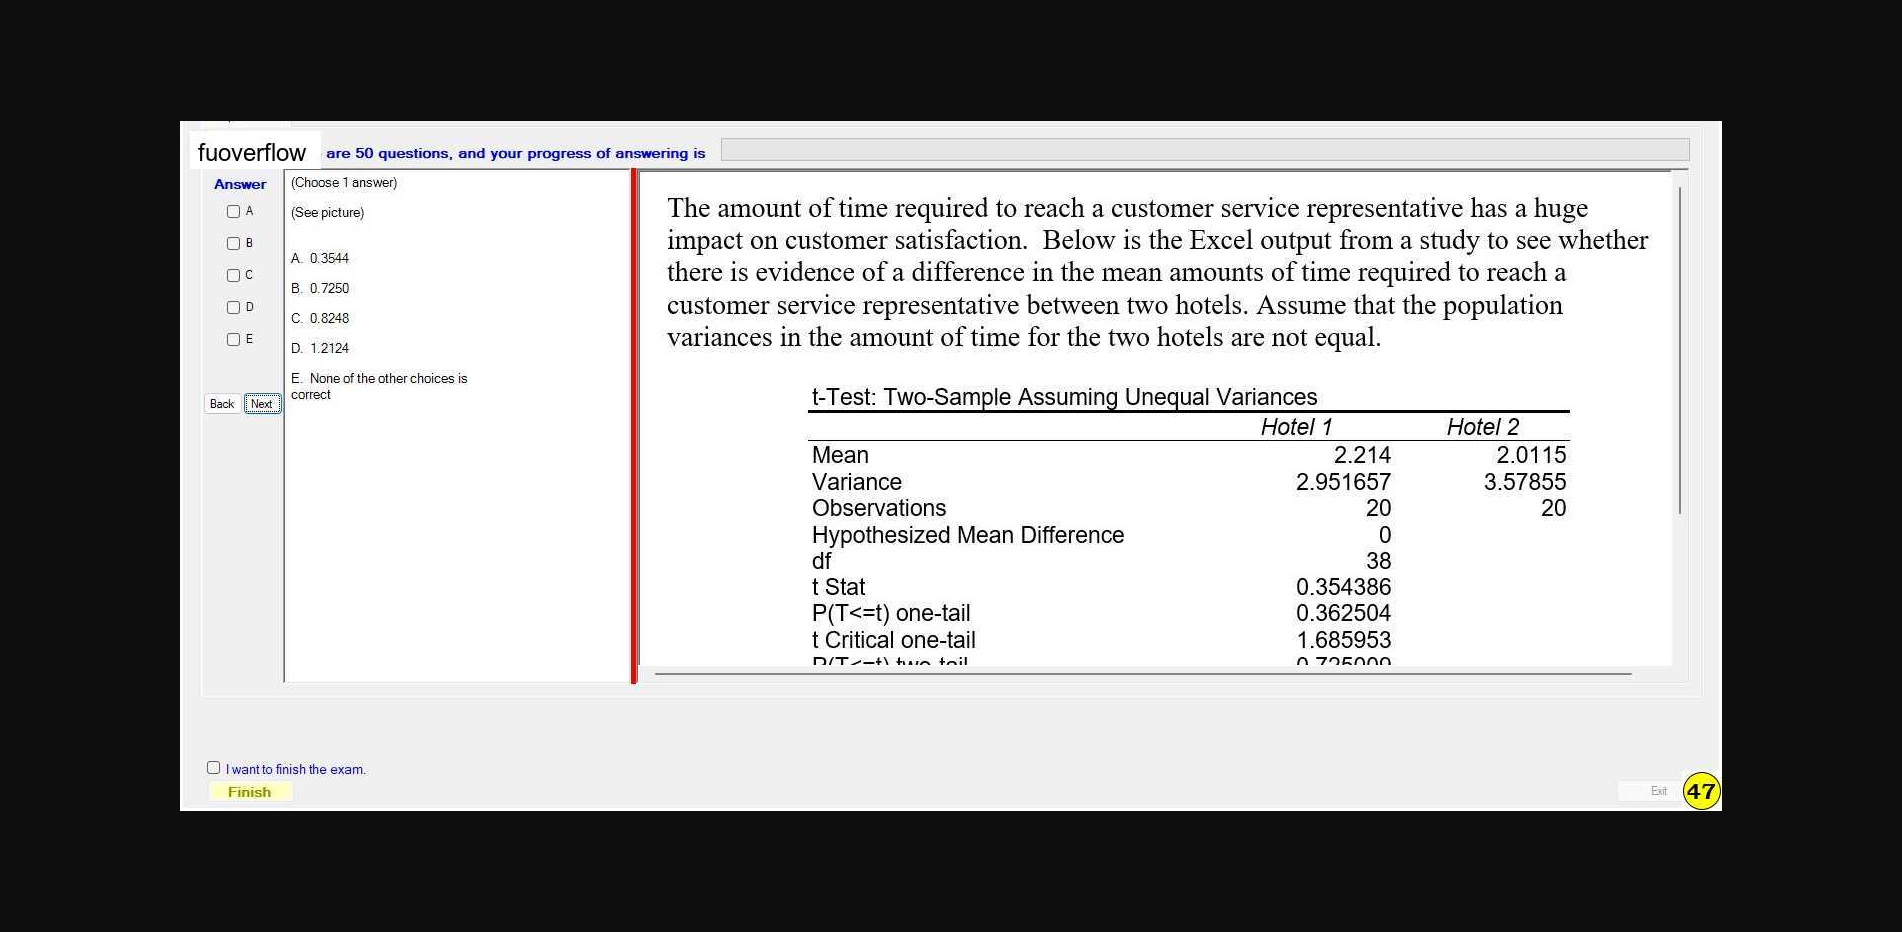 fuoverflow are 50 questions, and your progress of answering is
Answer
A
B
C
D
E
Back Next
(Choose 1 answer)
(See picture)
A. 0.3544
B. 0.7250
C. 0.8248
D. 1.2124
E. None of the other choices is
correct
The amount of time required to reach a customer service representative has a huge
impact on customer satisfaction. Below is the Excel output from a study to see whether
there is evidence of a difference in the mean amounts of time required to reach a
customer service representative between two hotels. Assume that the population
variances in the amount of time for the two hotels are not equal.
t-Test: Two-Sample Assuming Unequal Variances
Hotel 1 Hotel 2
Mean 2.214 2.0115
Variance 2.951657 3.57855
Observations 20 20
Hypothesized Mean Difference 0
df 38
t Stat 0.354386
P(T<=t) one-tail 0.362504
t Critical one-tail 1.685953
P(T<=t) two-tail 0.725009
I want to finish the exam.
Finish
Exit
47